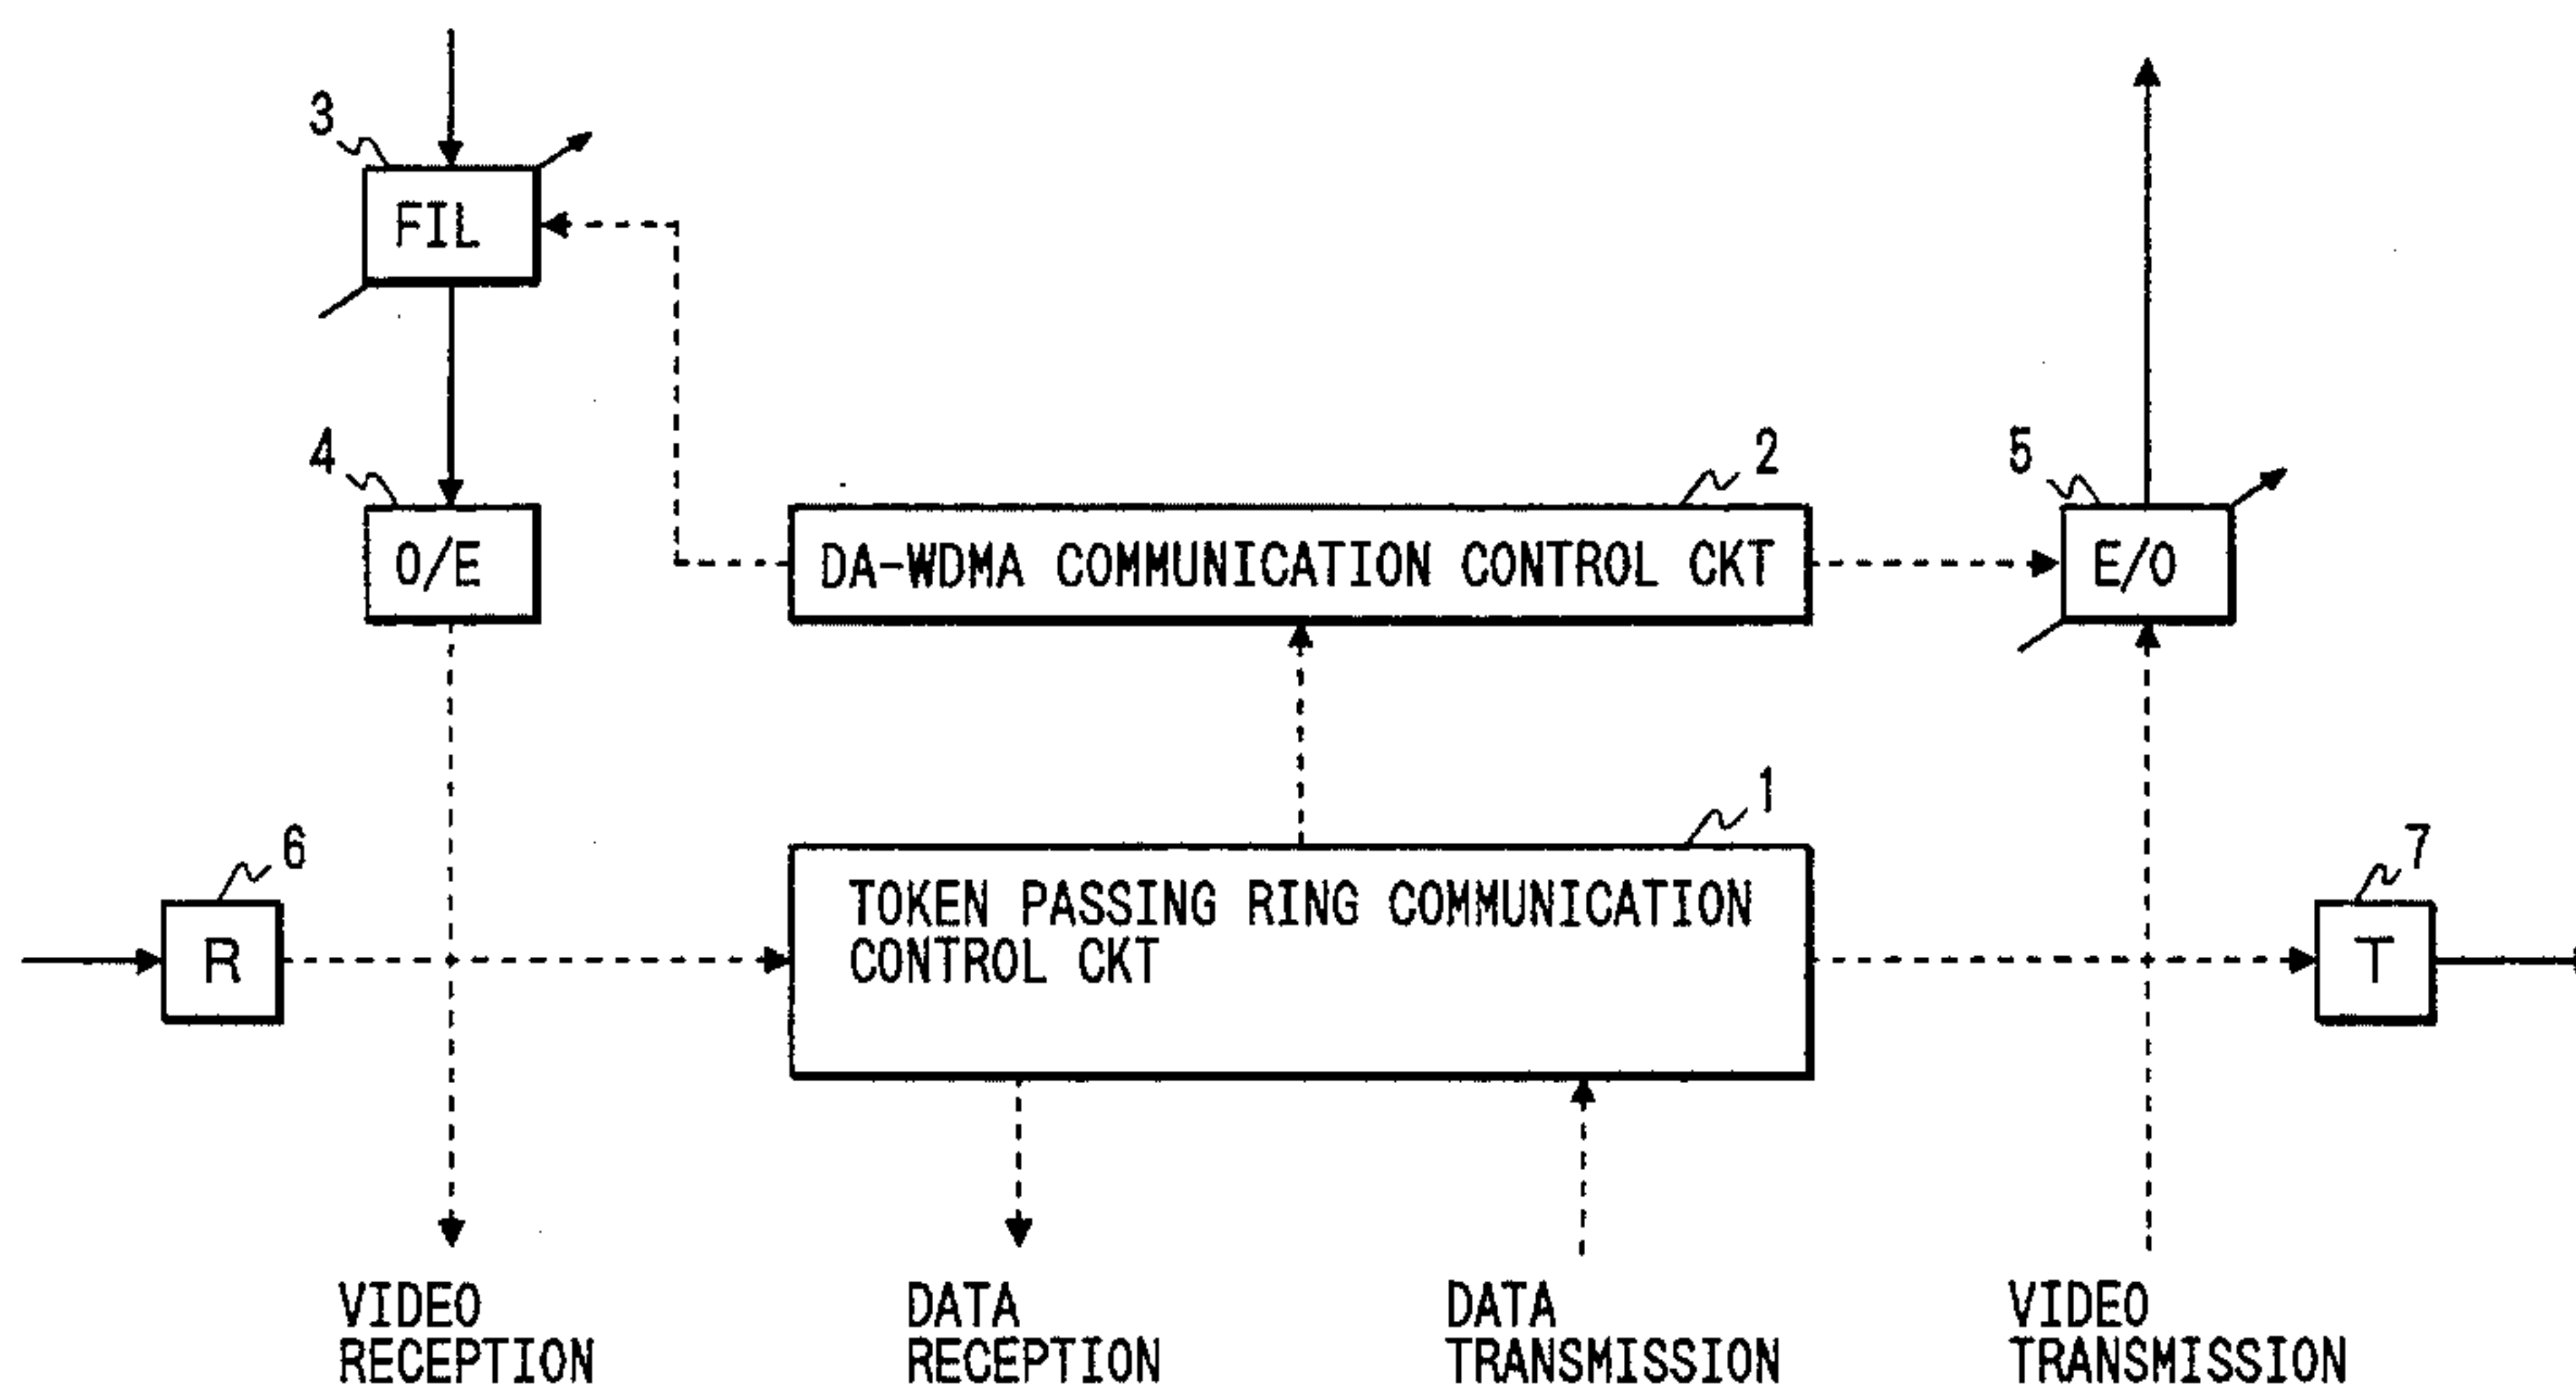 3
FIL
4
O/E
2
DA-WDMA COMMUNICATION CONTROL CKT
5
E/O
6
R
1
TOKEN PASSING RING COMMUNICATION
CONTROL CKT
7
T
VIDEO
RECEPTION
DATA
RECEPTION
DATA
TRANSMISSION
VIDEO
TRANSMISSION